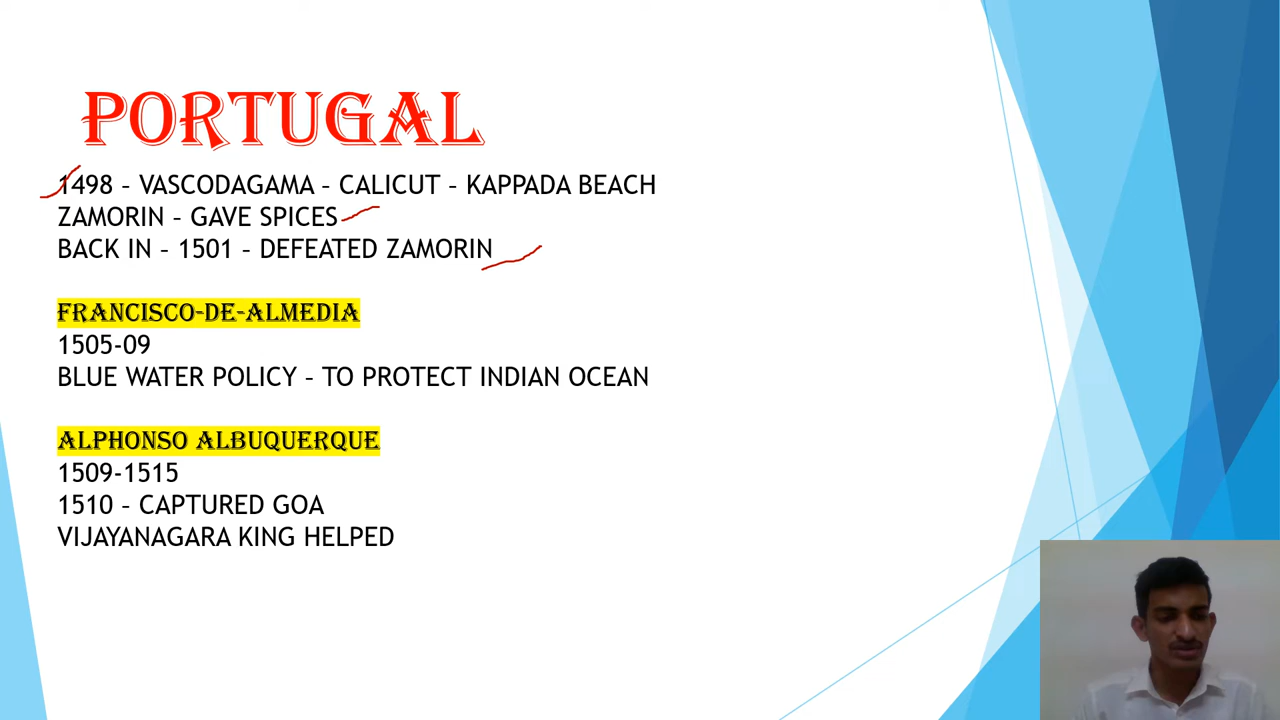 PORTUGAL
1498 – VASCODAGAMA – CALICUT – KAPPADA BEACH
ZAMORIN – GAVE SPICES
BACK IN – 1501 – DEFEATED ZAMORIN
FRANCISCO-DE-ALMEDIA
1505-09
BLUE WATER POLICY – TO PROTECT INDIAN OCEAN
ALPHONSO ALBUQUERQUE
1509-1515
1510 – CAPTURED GOA
VIJAYANAGARA KING HELPED